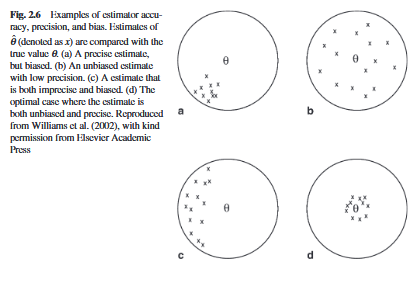 Fig. 2.6 Examples of estimator accu-
racy, precision, and bias. Estimates of
θ̂ (denoted as x) are compared with the
true value θ. (a) A precise estimate,
but biased. (b) An unbiased estimate
with low precision. (c) A estimate that
is both imprecise and biased. (d) The
optimal case where the estimate is
both unbiased and precise. Reproduced
from Williams et al. (2002), with kind
permission from Elsevier Academic
Press
θ
a
θ
b
θ
c
θ
d